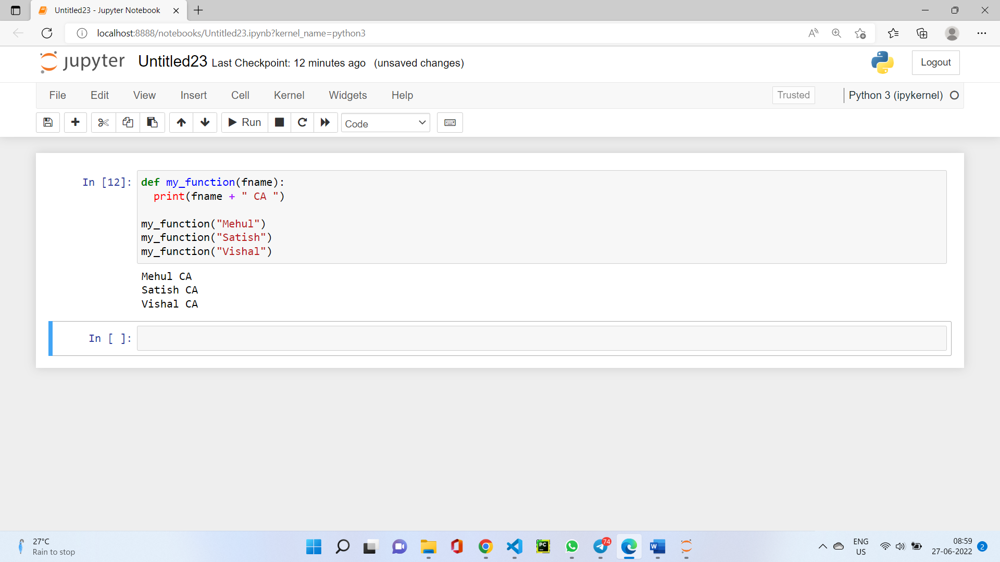 Untitled23 - Jupyter Notebook
localhost:8888/notebooks/Untitled23.ipynb?kernel_name=python3
jupyter Untitled23 Last Checkpoint: 12 minutes ago (unsaved changes)
Logout
File Edit View Insert Cell Kernel Widgets Help
Trusted
Python 3 (ipykernel)
Run
Code
In [12]:
def my_function(fname):
  print(fname + " CA ")

my_function("Mehul")
my_function("Satish")
my_function("Vishal")
Mehul CA
Satish CA
Vishal CA
In [ ]:
27°C
Rain to stop
PC
74
W
ENG
US
08:59
27-06-2022
2